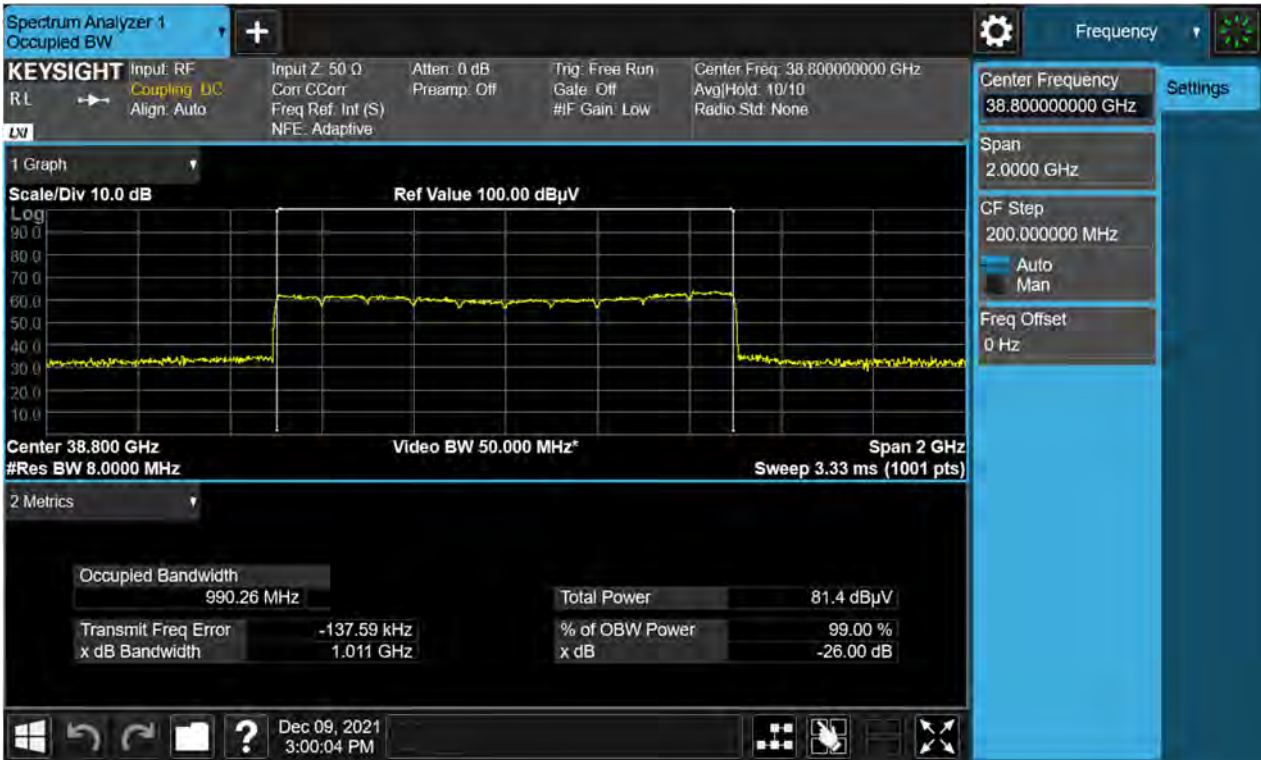 Spectrum Analyzer 1
Occupied BW
+
Frequency
KEYSIGHT
RL
LXI
Input: RF
Coupling: DC
Align: Auto
Input Z: 50 Ω
Corr CCorr
Freq Ref: Int (S)
NFE: Adaptive
Atten: 0 dB
Preamp: Off
Trig: Free Run
Gate: Off
#IF Gain: Low
Center Freq: 38.800000000 GHz
Avg|Hold: 10/10
Radio Std: None
Center Frequency
38.800000000 GHz
Settings
Span
2.0000 GHz
CF Step
200.000000 MHz
Auto
Man
Freq Offset
0 Hz
1 Graph
Scale/Div 10.0 dB
Ref Value 100.00 dBµV
Log
90.0
80.0
70.0
60.0
50.0
40.0
30.0
20.0
10.0
Center 38.800 GHz
Video BW 50.000 MHz*
Span 2 GHz
#Res BW 8.0000 MHz
Sweep 3.33 ms (1001 pts)
2 Metrics
Occupied Bandwidth
990.26 MHz
Total Power 81.4 dBµV
Transmit Freq Error -137.59 kHz
% of OBW Power 99.00 %
x dB Bandwidth 1.011 GHz
x dB -26.00 dB
?
Dec 09, 2021
3:00:04 PM